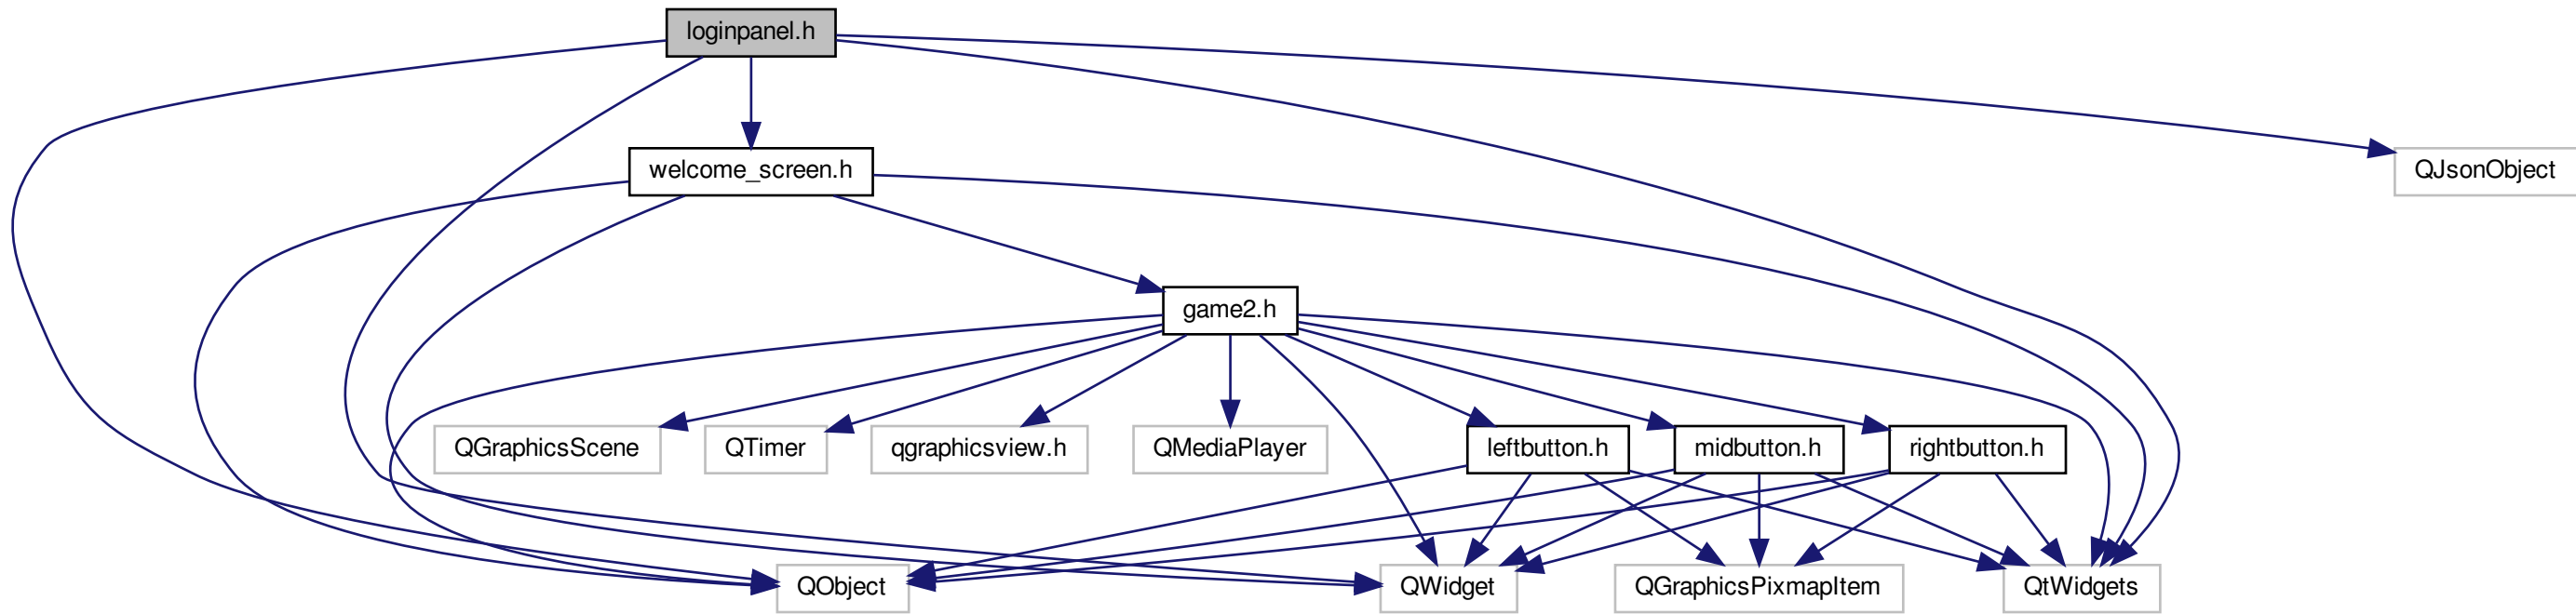 loginpanel.h
welcome_screen.h
QJsonObject
game2.h
QGraphicsScene
QTimer
qgraphicsview.h
QMediaPlayer
leftbutton.h
midbutton.h
rightbutton.h
QObject
QWidget
QGraphicsPixmapItem
QtWidgets